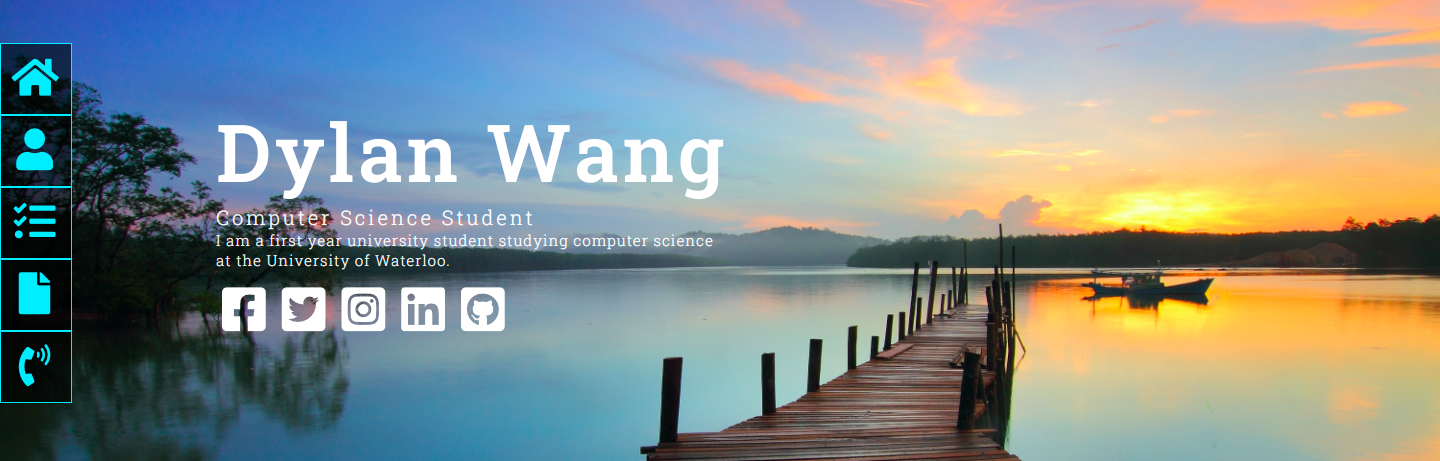 Dylan Wang
Computer Science Student
I am a first year university student studying computer science
at the University of Waterloo.